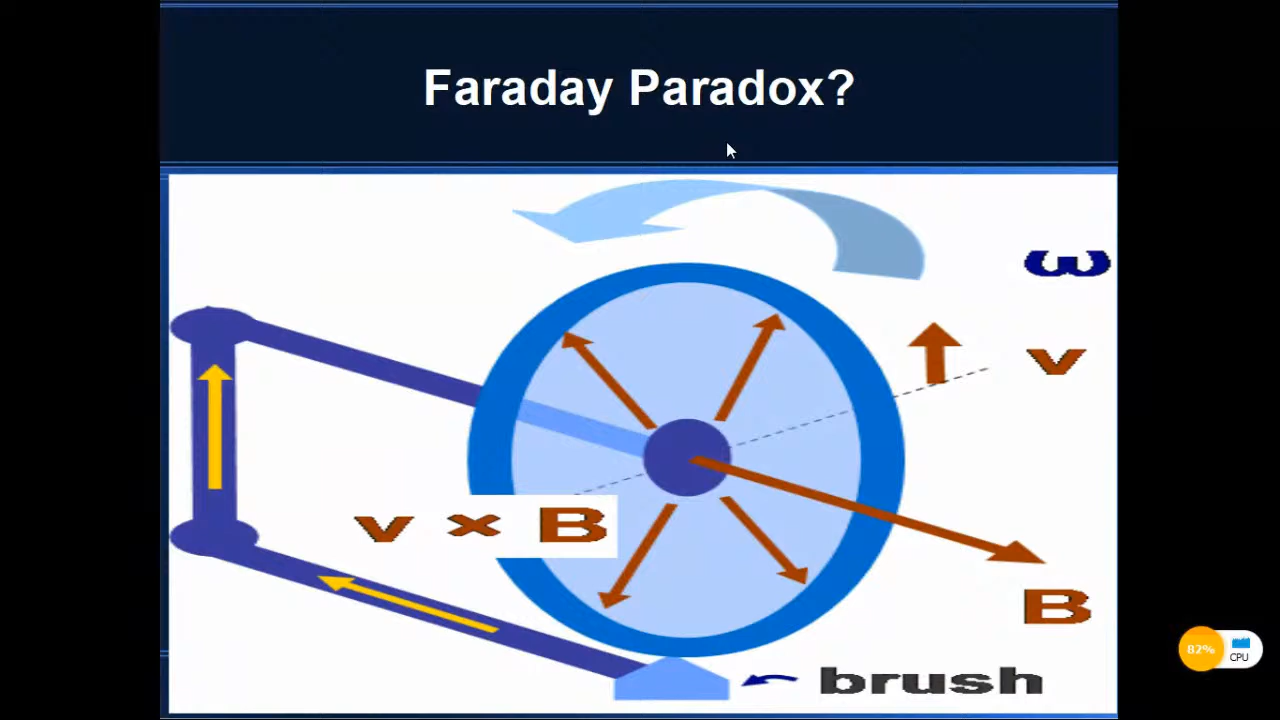 Faraday Paradox?
ω
v
v × B
B
brush
82%
CPU